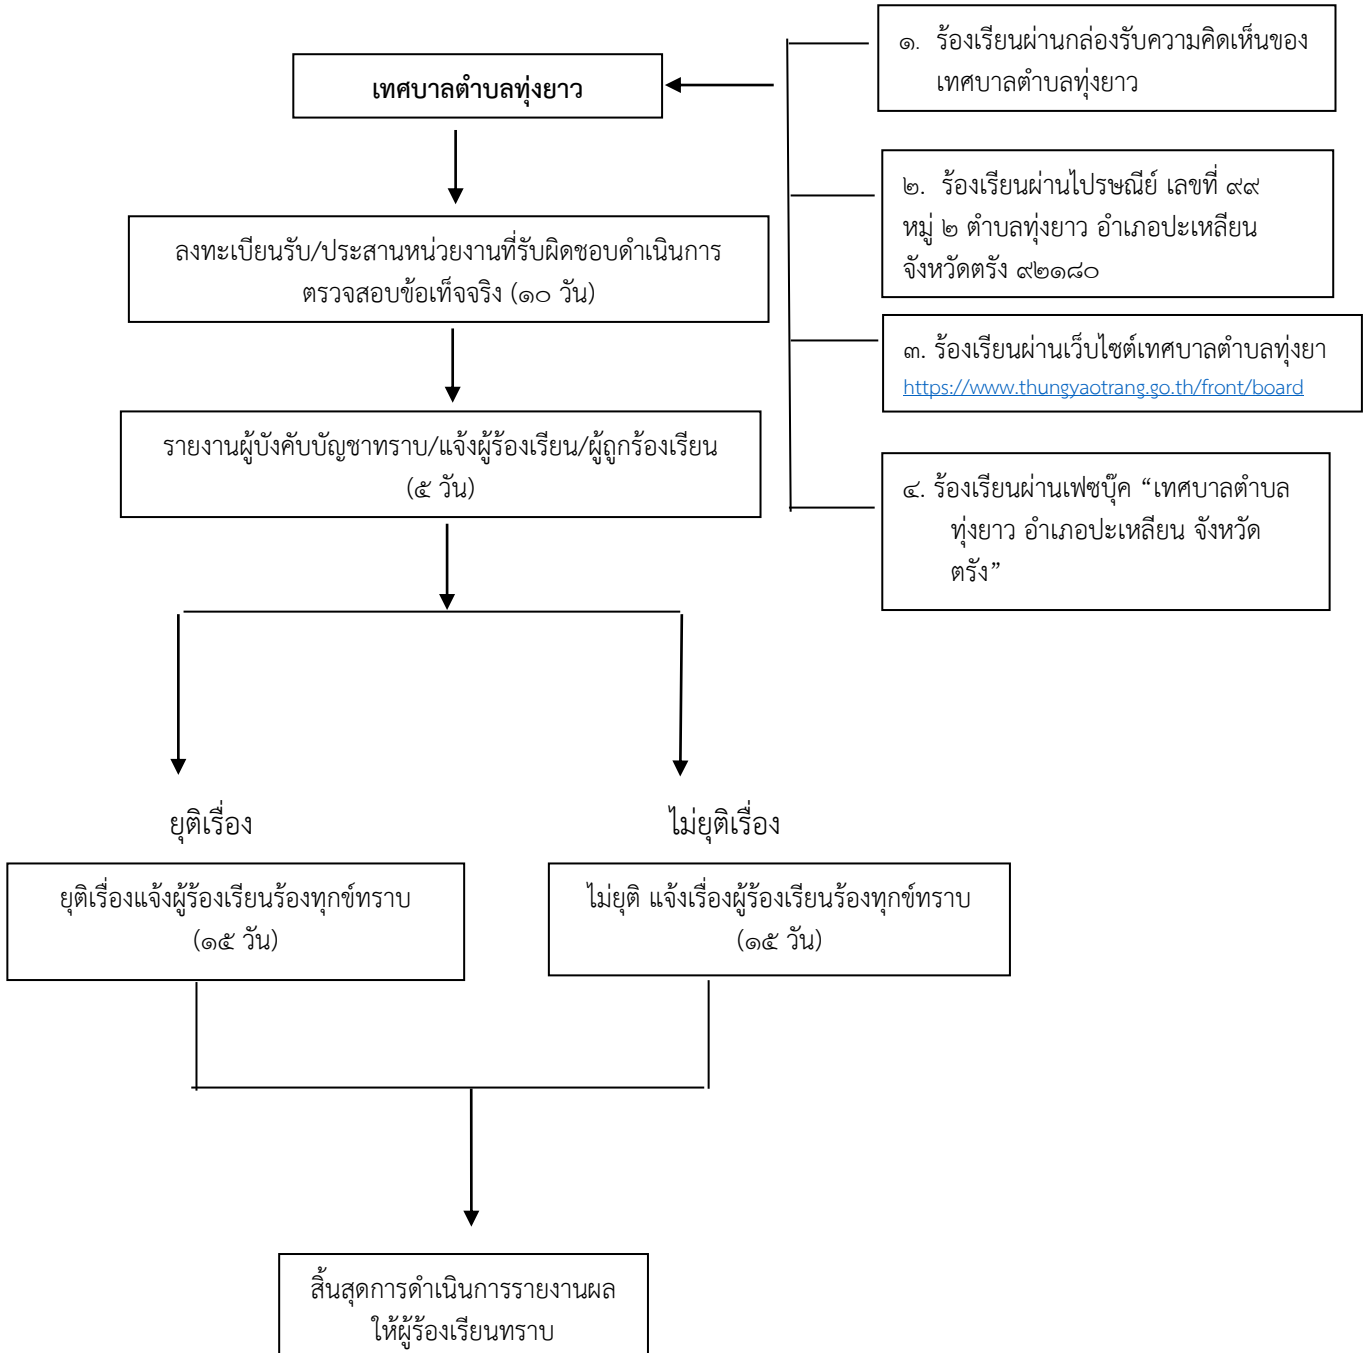 เทศบาลตำบลทุ่งยาว
๑. ร้องเรียนผ่านกล่องรับความคิดเห็นของ
เทศบาลตำบลทุ่งยาว
๒. ร้องเรียนผ่านไปรษณีย์ เลขที่ ๙๙
หมู่ ๒ ตำบลทุ่งยาว อำเภอปะเหลียน
จังหวัดตรัง ๙๒๑๘๐
๓. ร้องเรียนผ่านเว็บไซต์เทศบาลตำบลทุ่งยา
https://www.thungyaotrang.go.th/front/board
๔. ร้องเรียนผ่านเฟซบุ๊ค “เทศบาลตำบล
ทุ่งยาว อำเภอปะเหลียน จังหวัด
ตรัง”
ลงทะเบียนรับ/ประสานหน่วยงานที่รับผิดชอบดำเนินการ
ตรวจสอบข้อเท็จจริง (๑๐ วัน)
รายงานผู้บังคับบัญชาทราบ/แจ้งผู้ร้องเรียน/ผู้ถูกร้องเรียน
(๕ วัน)
ยุติเรื่อง
ไม่ยุติเรื่อง
ยุติเรื่องแจ้งผู้ร้องเรียนร้องทุกข์ทราบ
(๑๕ วัน)
ไม่ยุติ แจ้งเรื่องผู้ร้องเรียนร้องทุกข์ทราบ
(๑๕ วัน)
สิ้นสุดการดำเนินการรายงานผล
ให้ผู้ร้องเรียนทราบ